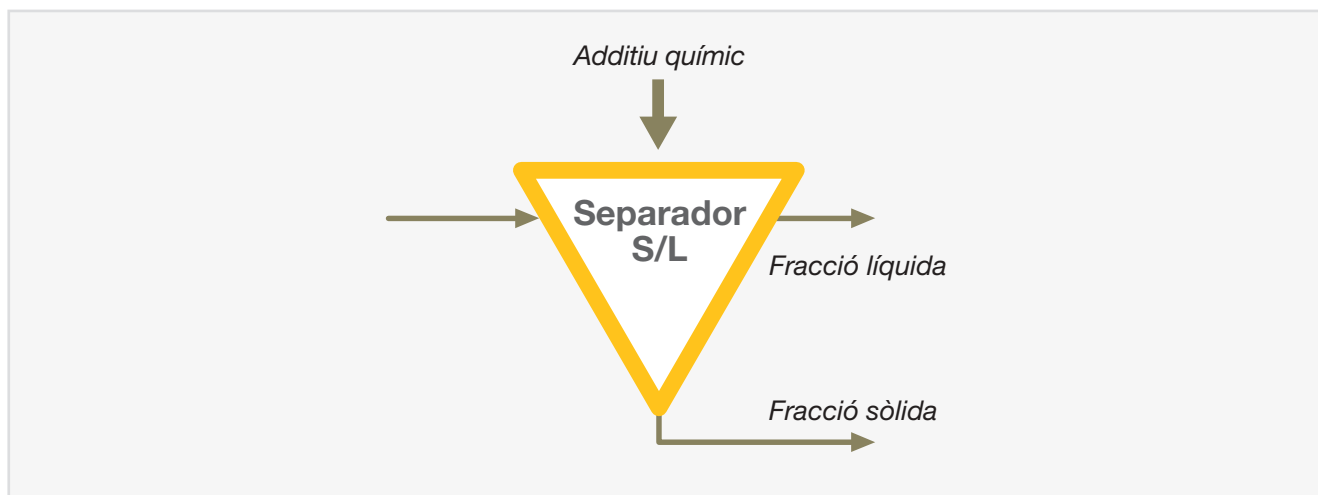 Additiu químic
Separador
S/L
Fracció líquida
Fracció sòlida